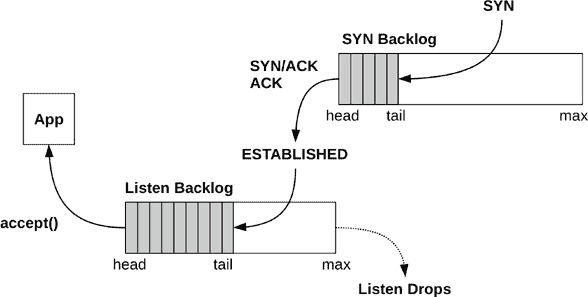 SYN
SYN Backlog
SYN/ACK
ACK
head
tail
max
App
ESTABLISHED
Listen Backlog
accept()
head
tail
max
Listen Drops